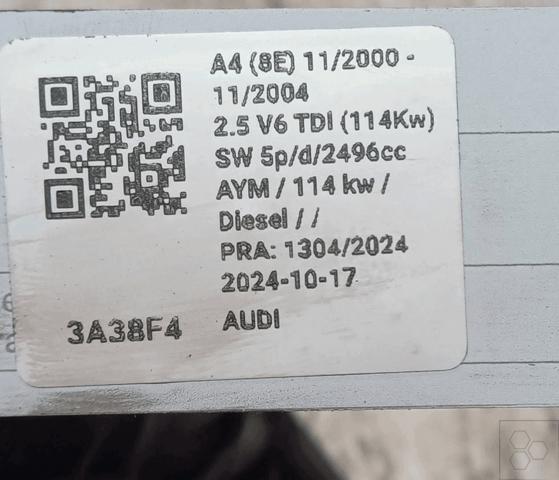 A4 (8E) 11/2000 -
11/2004
2.5 V6 TDI (114Kw)
SW 5p/d/2496cc
AYM / 114 kw /
Diesel / /
PRA: 1304/2024
2024-10-17
3A38F4
AUDI